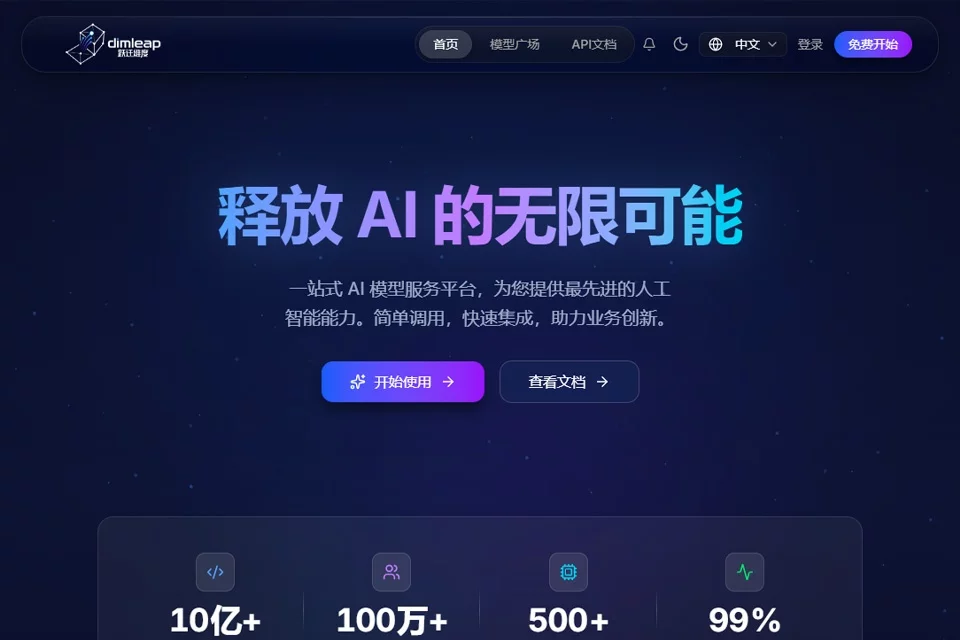 dimleap
跃迁维度
首页
模型广场
API文档
中文
登录
免费开始
释放 AI 的无限可能
一站式 AI 模型服务平台，为您提供最先进的人工
智能能力。简单调用，快速集成，助力业务创新。
开始使用
查看文档
10亿+
100万+
500+
99%